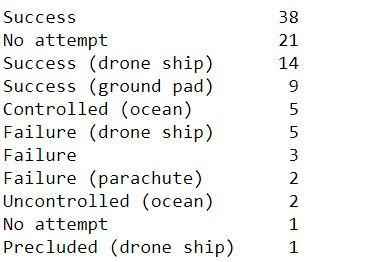 Success 38
No attempt 21
Success (drone ship) 14
Success (ground pad) 9
Controlled (ocean) 5
Failure (drone ship) 5
Failure 3
Failure (parachute) 2
Uncontrolled (ocean) 2
No attempt 1
Precluded (drone ship) 1